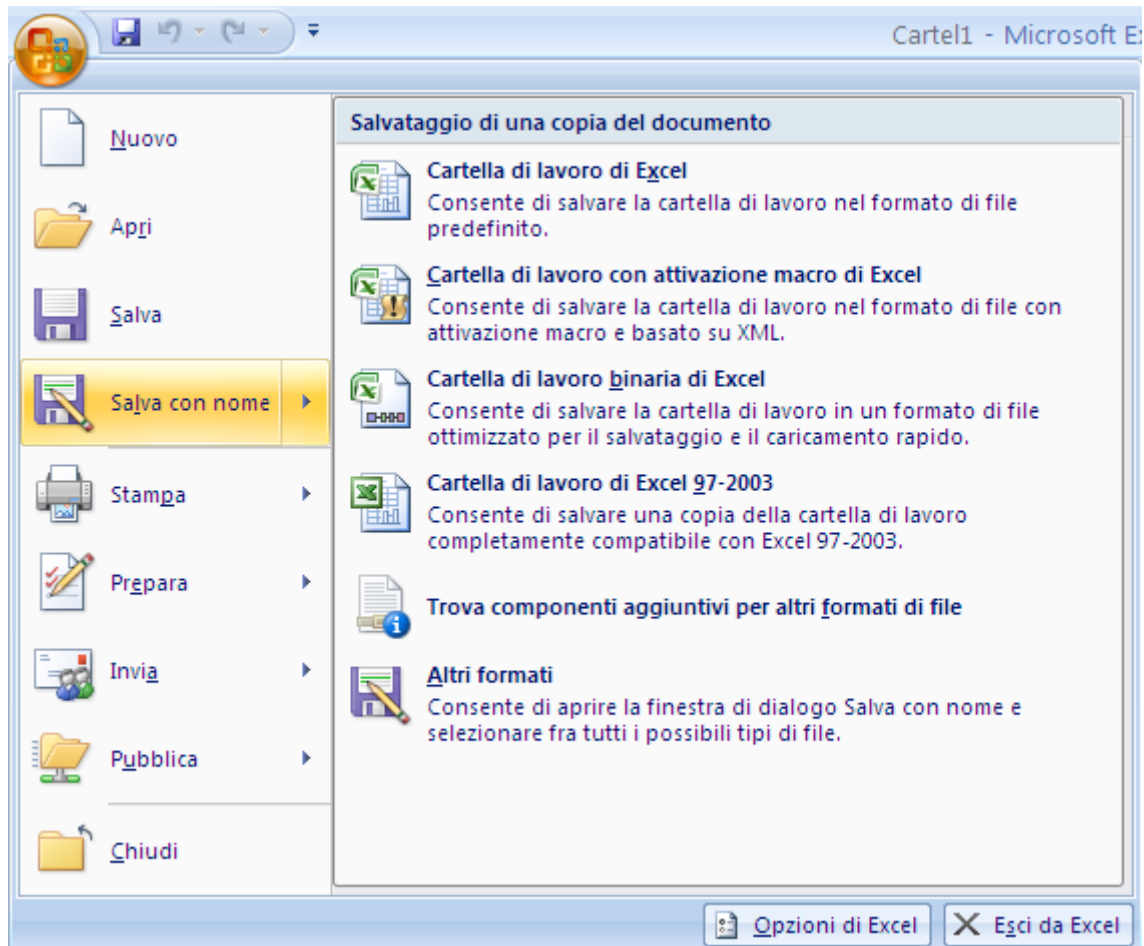 Cartel1 - Microsoft E
Nuovo
Apri
Salva
Salva con nome
Stampa
Prepara
Invia
Pubblica
Chiudi
Salvataggio di una copia del documento
Cartella di lavoro di Excel
Consente di salvare la cartella di lavoro nel formato di file
predefinito.
Cartella di lavoro con attivazione macro di Excel
Consente di salvare la cartella di lavoro nel formato di file con
attivazione macro e basato su XML.
Cartella di lavoro binaria di Excel
Consente di salvare la cartella di lavoro in un formato di file
ottimizzato per il salvataggio e il caricamento rapido.
Cartella di lavoro di Excel 97-2003
Consente di salvare una copia della cartella di lavoro
completamente compatibile con Excel 97-2003.
Trova componenti aggiuntivi per altri formati di file
Altri formati
Consente di aprire la finestra di dialogo Salva con nome e
selezionare fra tutti i possibili tipi di file.
Opzioni di Excel
Esci da Excel